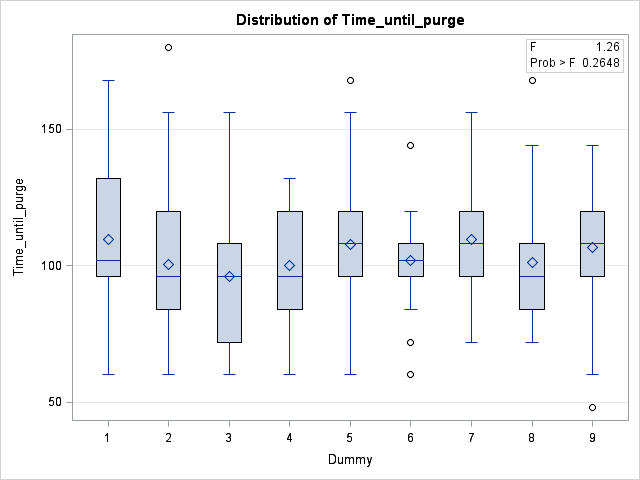 Distribution of Time_until_purge
F 1.26
Prob > F 0.2648
150
100
50
Time_until_purge
1 2 3 4 5 6 7 8 9
Dummy